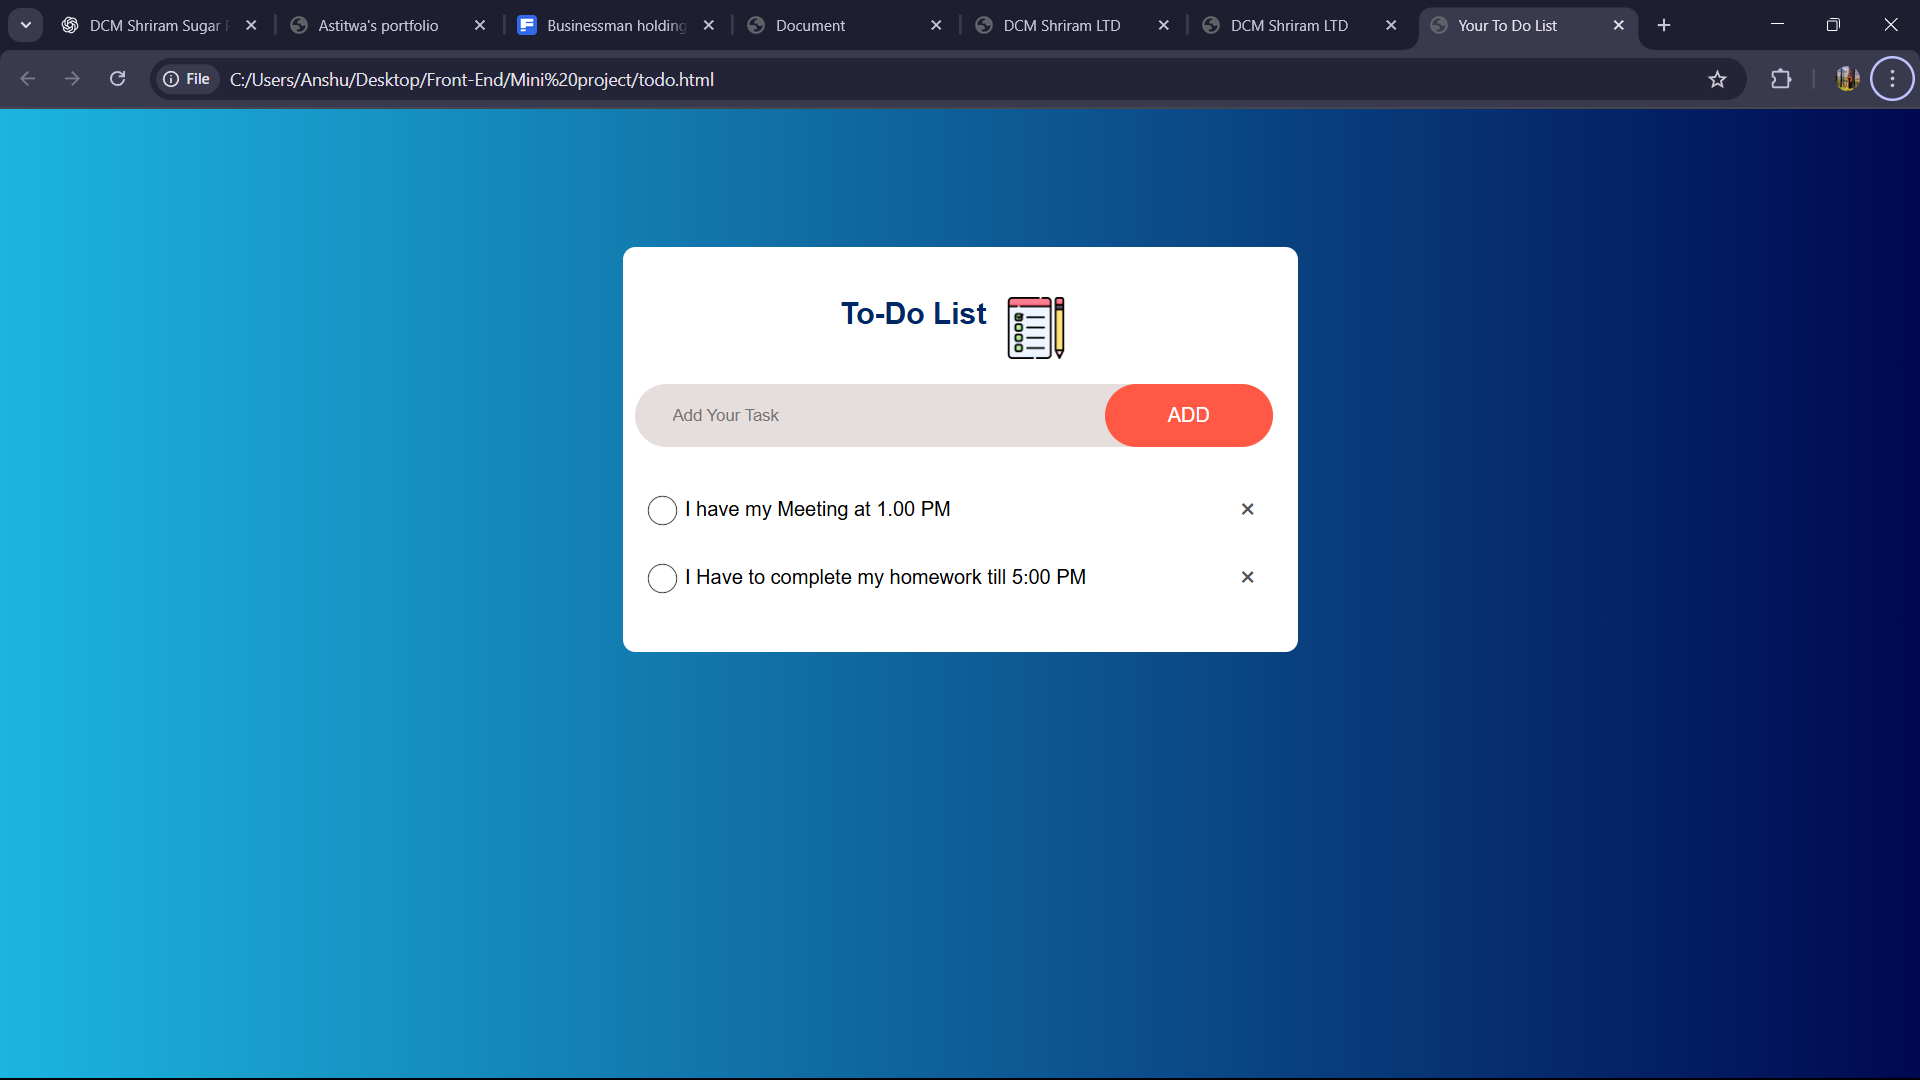 DCM Shriram Sugar
Astitwa's portfolio
Businessman holding
Document
DCM Shriram LTD
DCM Shriram LTD
Your To Do List
File
C:/Users/Anshu/Desktop/Front-End/Mini%20project/todo.html
To-Do List
Add Your Task
ADD
I have my Meeting at 1.00 PM
×
I Have to complete my homework till 5:00 PM
×